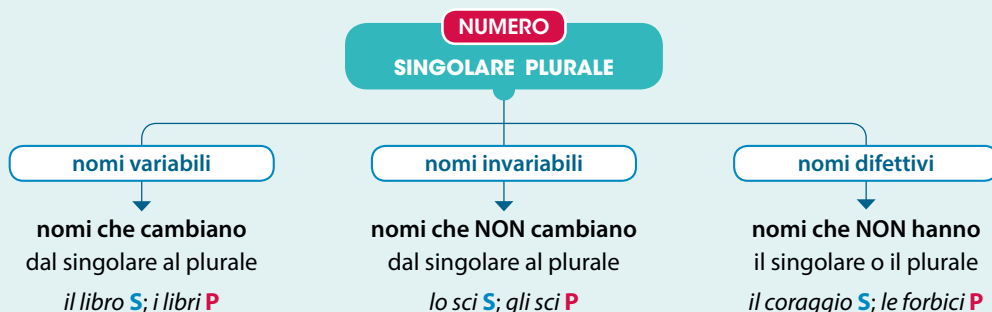 NUMERO
SINGOLARE PLURALE
nomi variabili
nomi che cambiano
dal singolare al plurale
il libro S; i libri P
nomi invariabili
nomi che NON cambiano
dal singolare al plurale
lo sci S; gli sci P
nomi difettivi
nomi che NON hanno
il singolare o il plurale
il coraggio S; le forbici P